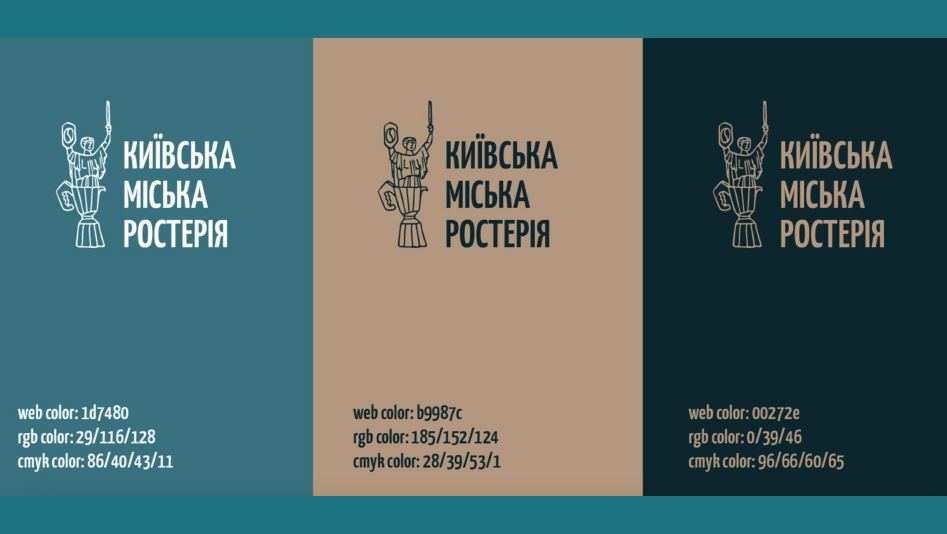 КИЇВСЬКА
МІСЬКА
РОСТЕРІЯ
web color: 1d7480
rgb color: 29/116/128
cmyk color: 86/40/43/11
КИЇВСЬКА
МІСЬКА
РОСТЕРІЯ
web color: b9987c
rgb color: 185/152/124
cmyk color: 28/39/53/1
КИЇВСЬКА
МІСЬКА
РОСТЕРІЯ
web color: 00272e
rgb color: 0/39/46
cmyk color: 96/66/60/65